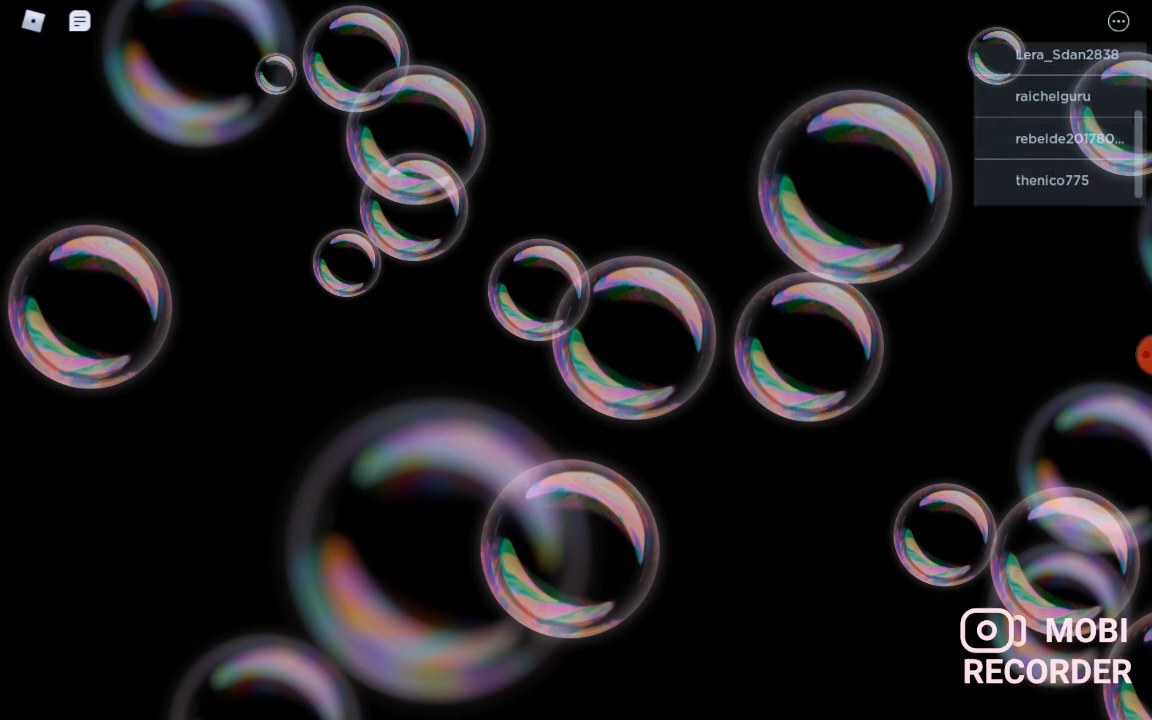 Lera_Sdan2838
raichelguru
rebelde201780...
thenico775
MOBI
RECORDER